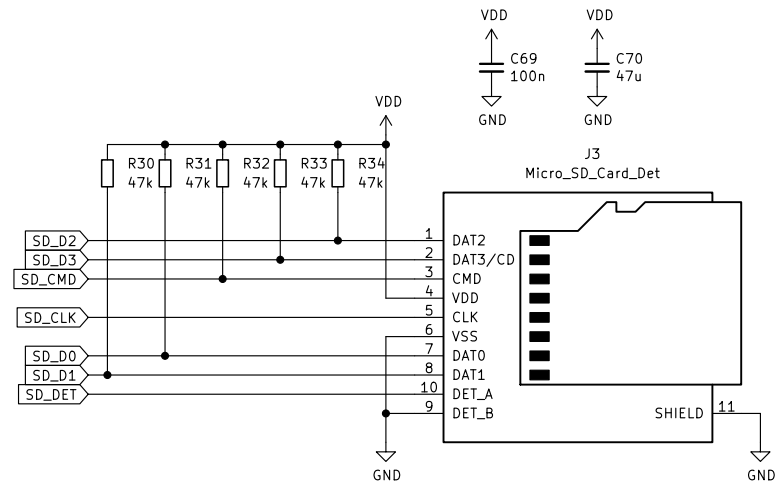 VDD
VDD
C69
100n
C70
47u
GND
GND
VDD
R30
47k
R31
47k
R32
47k
R33
47k
R34
47k
J3
Micro_SD_Card_Det
SD_D2
1
DAT2
SD_D3
2
DAT3/CD
SD_CMD
3
CMD
4
VDD
SD_CLK
5
CLK
6
VSS
SD_D0
7
DAT0
SD_D1
8
DAT1
SD_DET
10
DET_A
9
DET_B
SHIELD
11
GND
GND